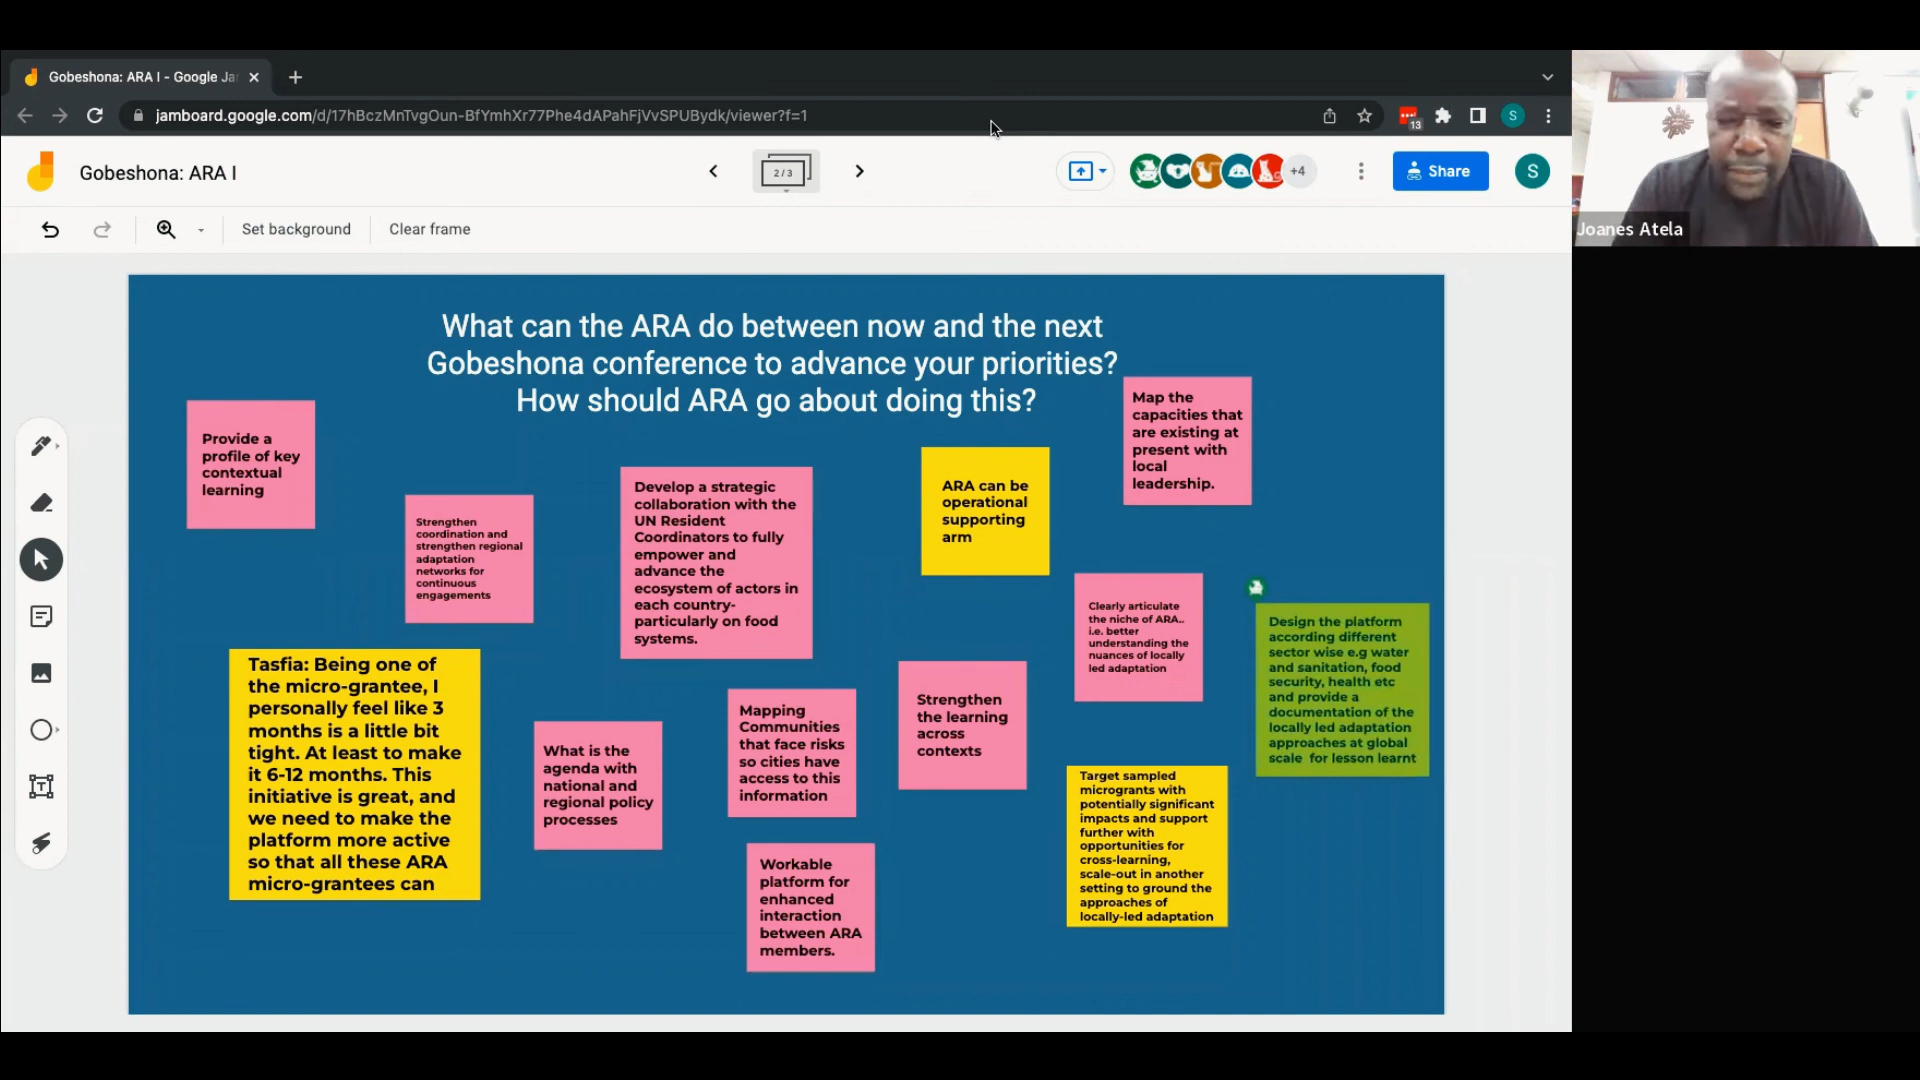 Gobeshona: ARA I - Google Ja
jamboard.google.com/d/17hBczMnTvgOun-BfYmhXr77Phe4dAPahFjVvSPUBydk/viewer?f=1
13
S
Gobeshona: ARA I
2 / 3
+4
Share
S
Set background
Clear frame
Joanes Atela
What can the ARA do between now and the next
Gobeshona conference to advance your priorities?
How should ARA go about doing this?
Provide a
profile of key
contextual
learning
Strengthen
coordination and
strengthen regional
adaptation
networks for
continuous
engagements
Develop a strategic
collaboration with the
UN Resident
Coordinators to fully
empower and
advance the
ecosystem of actors in
each country-
particularly on food
systems.
ARA can be
operational
supporting
arm
Map the
capacities that
are existing at
present with
local
leadership.
Clearly articulate
the niche of ARA..
i.e. better
understanding the
nuances of locally
led adaptation
Design the platform
according different
sector wise e.g water
and sanitation, food
security, health etc
and provide a
documentation of the
locally led adaptation
approaches at global
scale for lesson learnt
Tasfia: Being one of
the micro-grantee, I
personally feel like 3
months is a little bit
tight. At least to make
it 6-12 months. This
initiative is great, and
we need to make the
platform more active
so that all these ARA
micro-grantees can
What is the
agenda with
national and
regional policy
processes
Mapping
Communities
that face risks
so cities have
access to this
information
Strengthen
the learning
across
contexts
Target sampled
microgrants with
potentially significant
impacts and support
further with
opportunities for
cross-learning,
scale-out in another
setting to ground the
approaches of
locally-led adaptation
Workable
platform for
enhanced
interaction
between ARA
members.